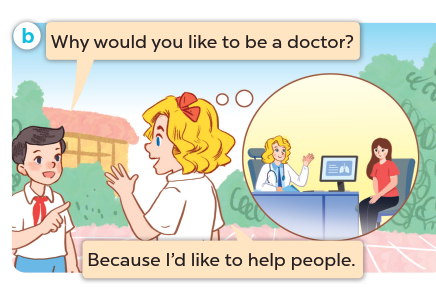 b
Why would you like to be a doctor?
Because I'd like to help people.